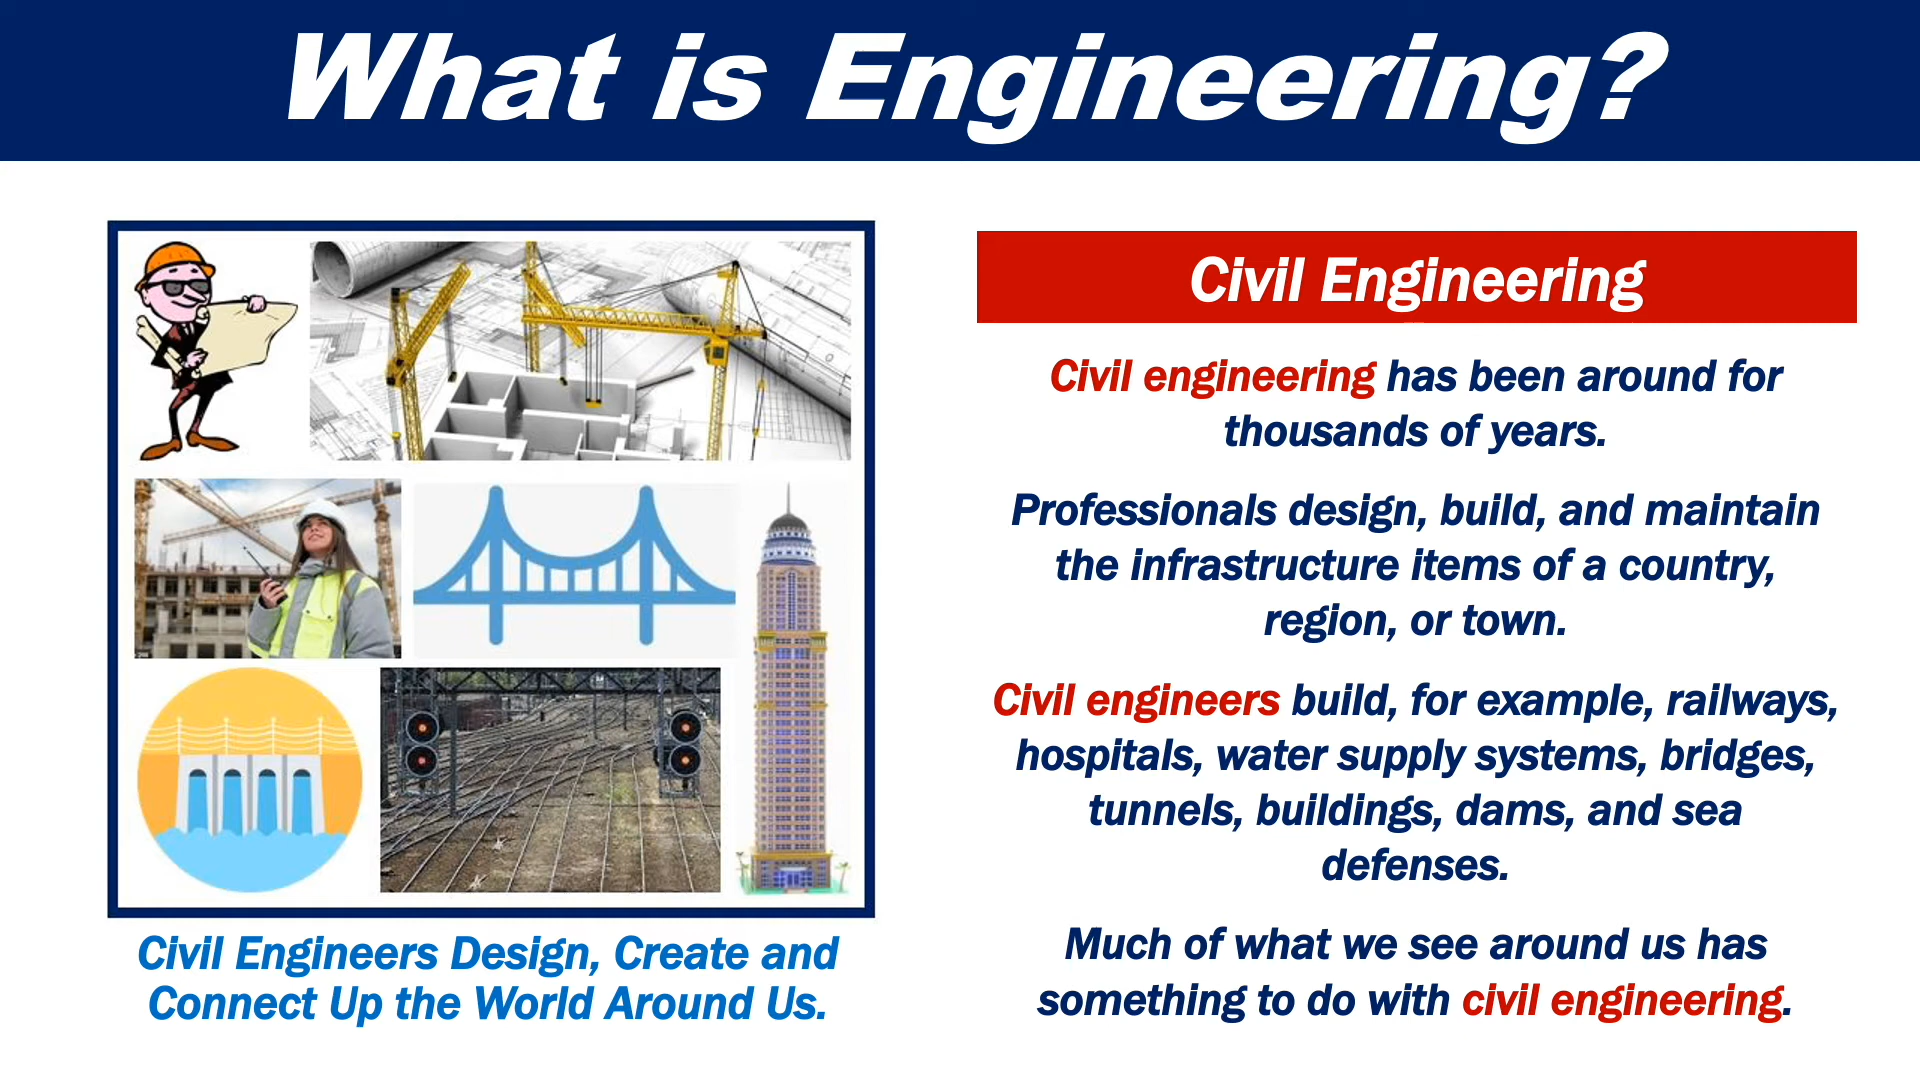 What is Engineering?
Civil Engineers Design, Create and
Connect Up the World Around Us.
Civil Engineering
Civil engineering has been around for
thousands of years.
Professionals design, build, and maintain
the infrastructure items of a country,
region, or town.
Civil engineers build, for example, railways,
hospitals, water supply systems, bridges,
tunnels, buildings, dams, and sea
defenses.
Much of what we see around us has
something to do with civil engineering.